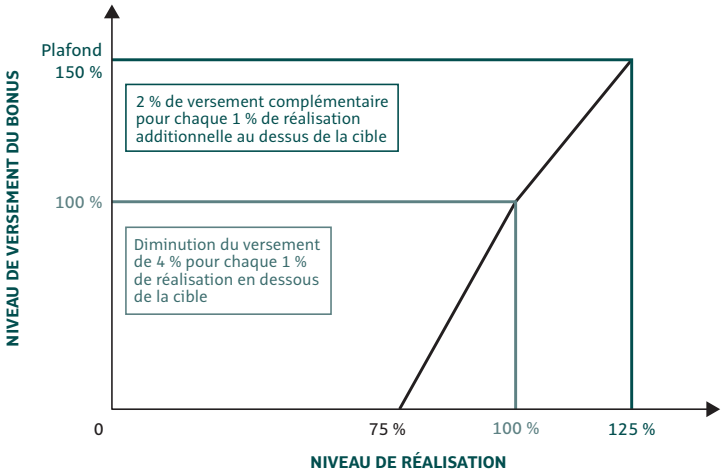 NIVEAU DE VERSEMENT DU BONUS
Plafond
150 %
2 % de versement complémentaire
pour chaque 1 % de réalisation
additionnelle au dessus de la cible
100 %
Diminution du versement
de 4 % pour chaque 1 %
de réalisation en dessous
de la cible
0
75 %
100 %
125 %
NIVEAU DE RÉALISATION